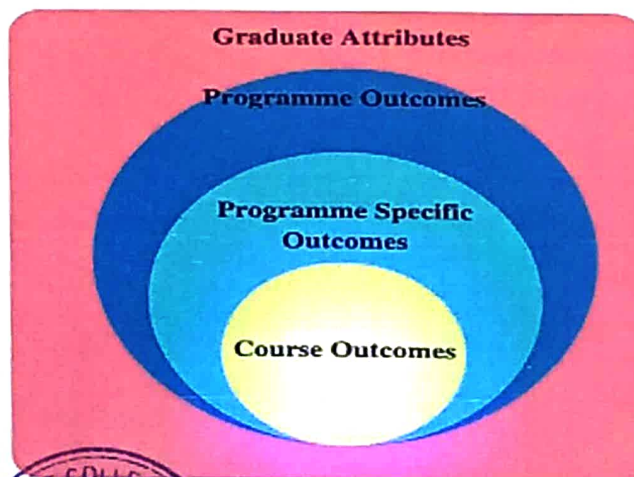 Graduate Attributes
Programme Outcomes
Programme Specific
Outcomes
Course Outcomes